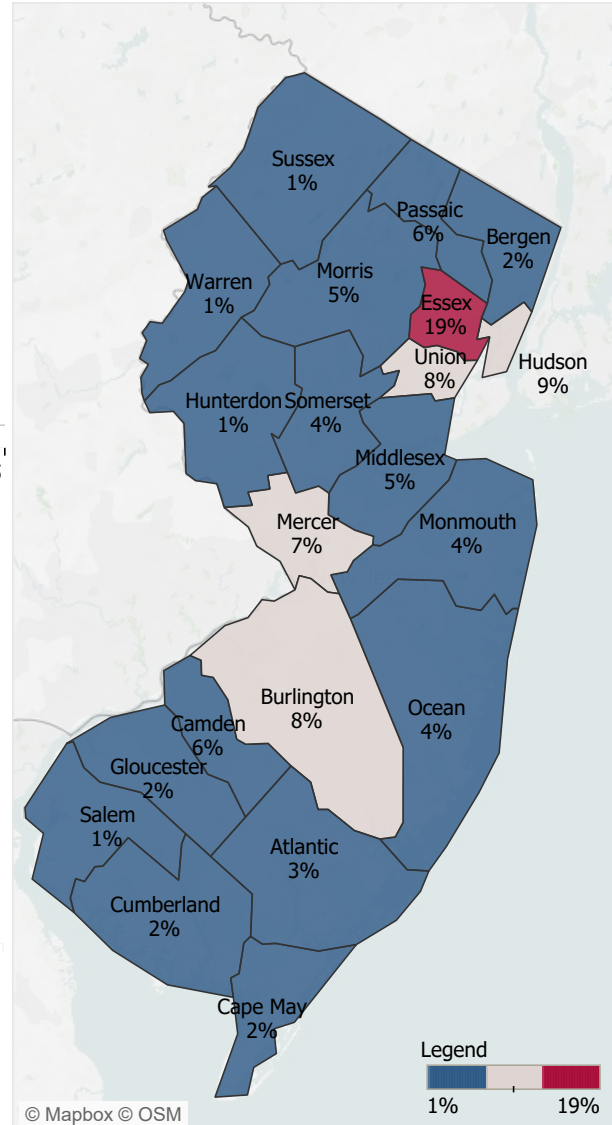 Sussex
1%
Passaic
6%
Bergen
2%
Warren
1%
Morris
5%
Essex
19%
Union
8%
Hudson
9%
Hunterdon
1%
Somerset
4%
Middlesex
5%
Mercer
7%
Monmouth
4%
Burlington
8%
Ocean
4%
Camden
6%
Gloucester
2%
Salem
1%
Atlantic
3%
Cumberland
2%
Cape May
2%
Legend
1% 19%
© Mapbox © OSM